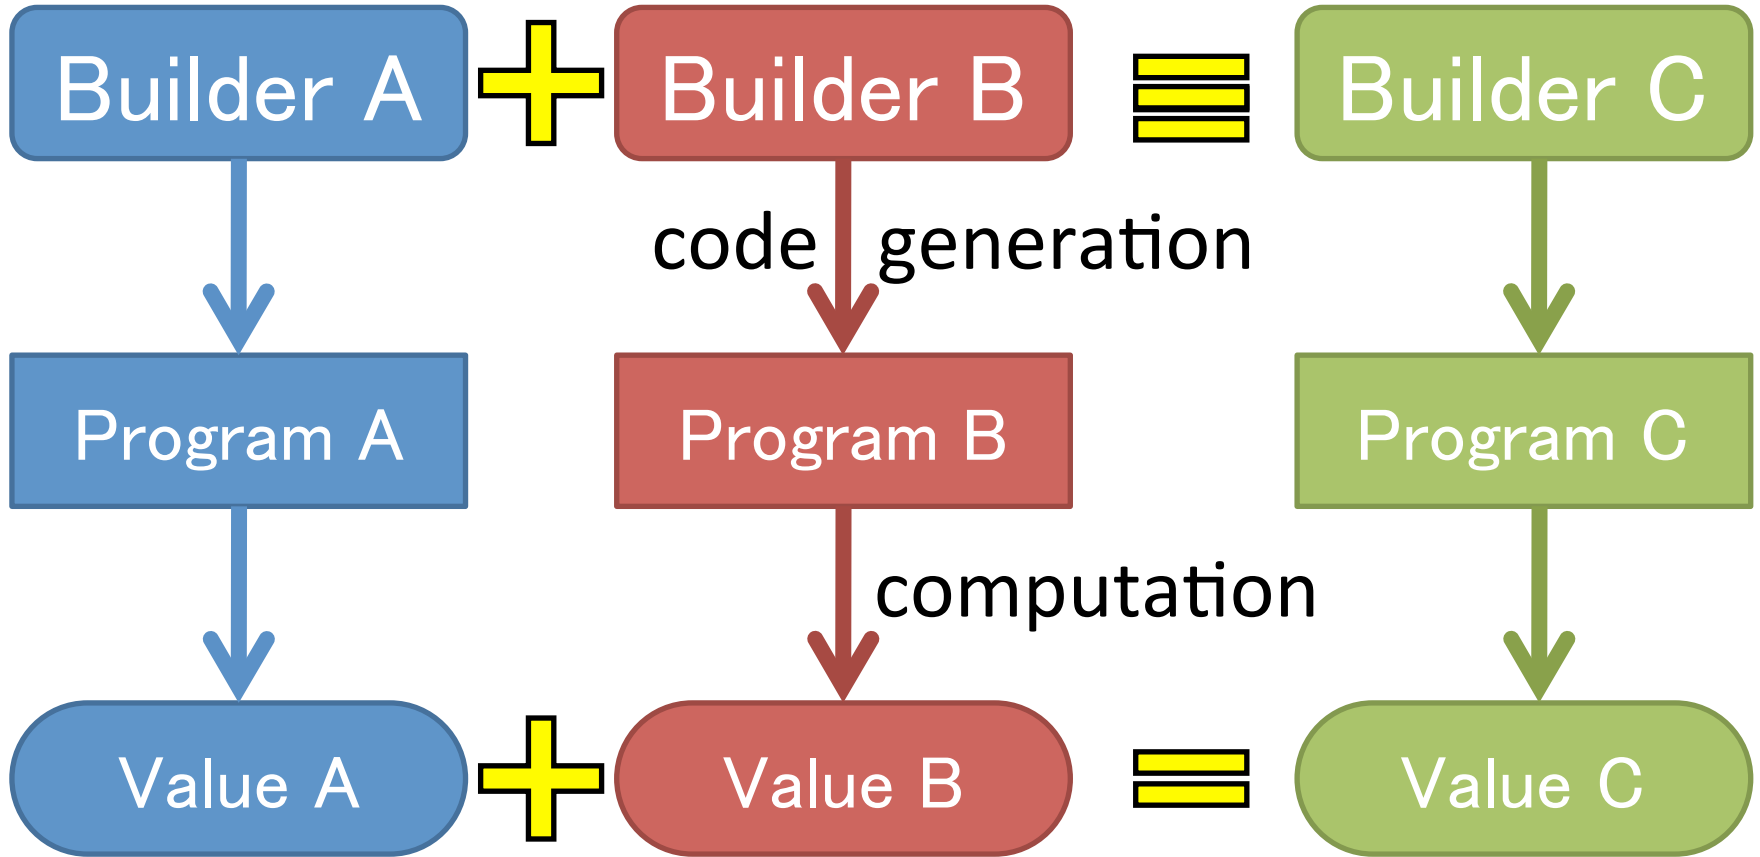 Builder A
Builder B
Builder C
code generation
Program A
Program B
Program C
computation
Value A
Value B
Value C